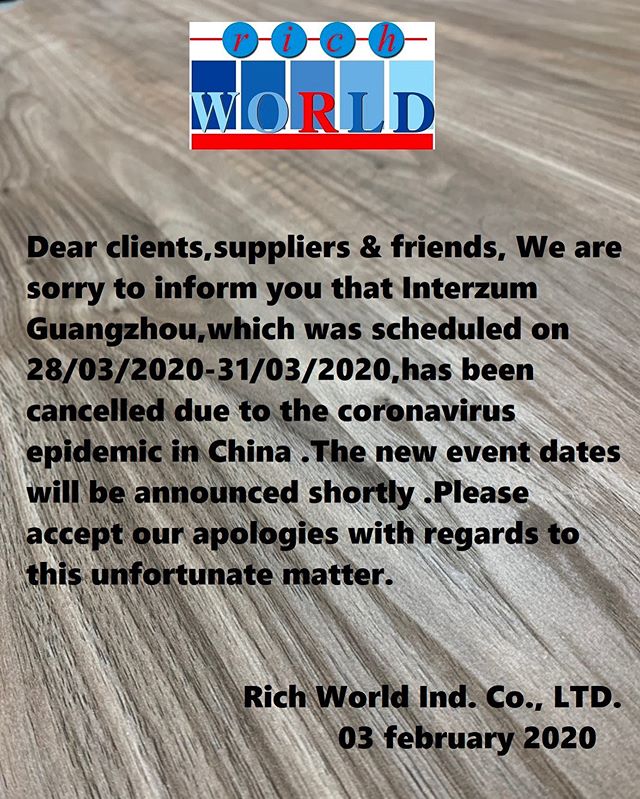 rich
WORLD
Dear clients,suppliers & friends, We are
sorry to inform you that Interzum
Guangzhou,which was scheduled on
28/03/2020-31/03/2020,has been
cancelled due to the coronavirus
epidemic in China .The new event dates
will be announced shortly .Please
accept our apologies with regards to
this unfortunate matter.
Rich World Ind. Co., LTD.
03 february 2020